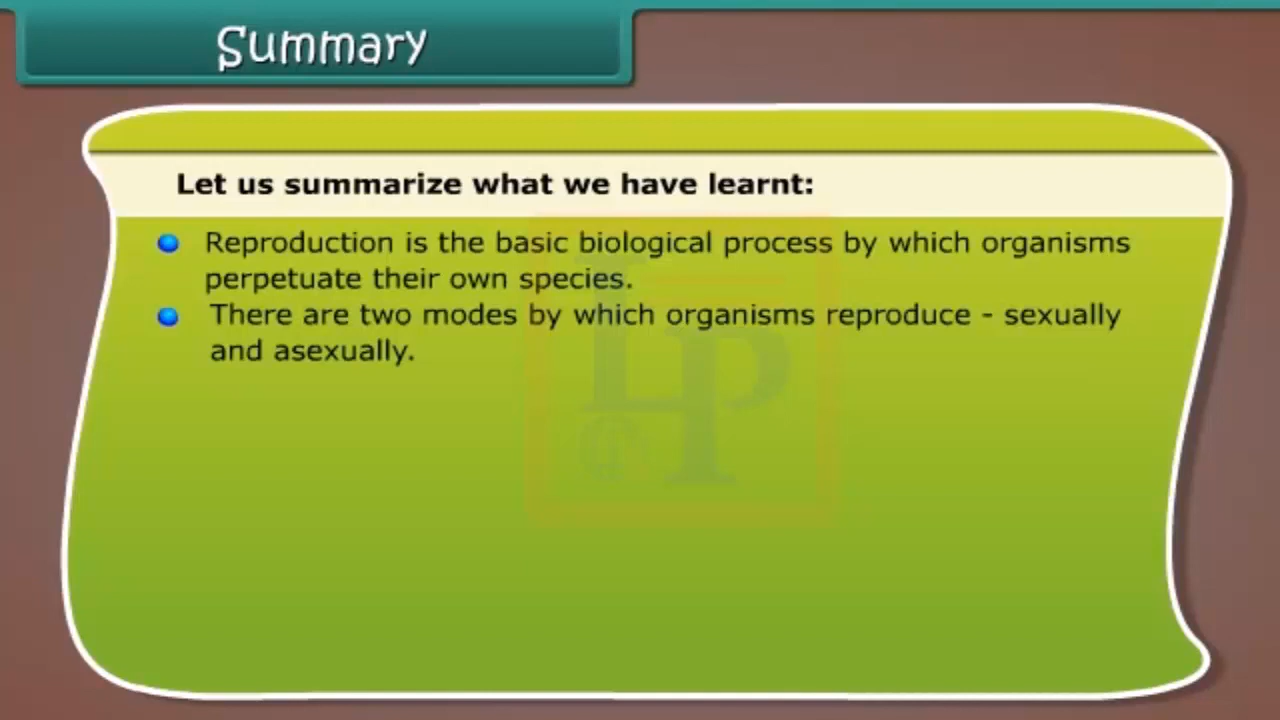 Summary
Let us summarize what we have learnt:
Reproduction is the basic biological process by which organisms
perpetuate their own species.
There are two modes by which organisms reproduce - sexually
and asexually.